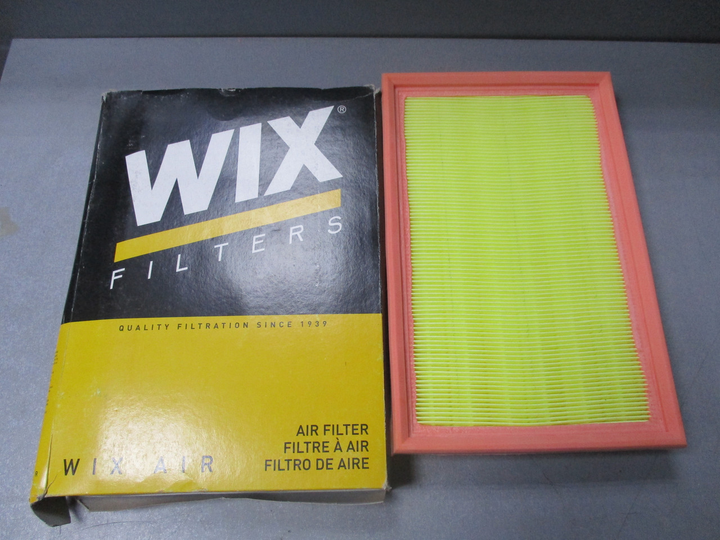 WIX®
FILTERS
QUALITY FILTRATION SINCE 1939
AIR FILTER
FILTRE À AIR
FILTRO DE AIRE
WIX AIR